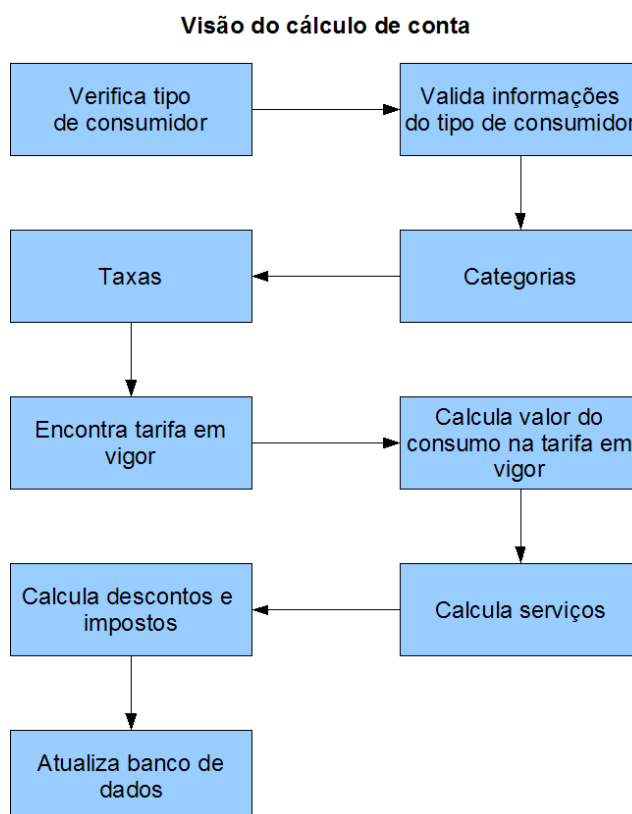 Visão do cálculo de conta
Verifica tipo
de consumidor
Valida informações
do tipo de consumidor
Categorias
Taxas
Encontra tarifa em
vigor
Calcula valor do
consumo na tarifa em
vigor
Calcula serviços
Calcula descontos e
impostos
Atualiza banco de
dados